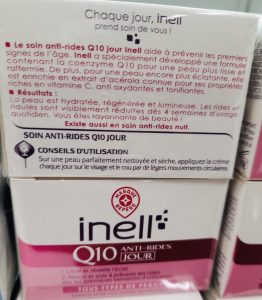 Chaque jour, Inell
prend soin de vous !
Le soin anti-rides Q10 Jour Inell aide à prévenir les premiers
signes de l'âge. Inell a spécialement développé une formule
contenant la coenzyme Q10 pour une peau plus lisse et
raffermie. De plus, pour une peau encore plus éclatante, elle
est enrichie en extrait d'acérola connu pour ses propriétés
riches en vitamine C, anti oxydantes et tonifiantes.
Résultats :
La peau est hydratée, régénérée et lumineuse. Les rides et
ridules sont visiblement réduites dès 4 semaines d'usage
quotidien. Vous êtes rayonnante de beauté !
Existe aussi en soin anti-rides nuit.
SOIN ANTI-RIDES Q10 JOUR
CONSEILS D'UTILISATION
Sur une peau parfaitement nettoyée et sèche, appliquez la crème
chaque jour sur le visage et le cou par de légers mouvements circulaires
MARQUE
REPÈRE
inell
Q10 ANTI-RIDES
JOUR
TOUS TYPES DE PEAUX